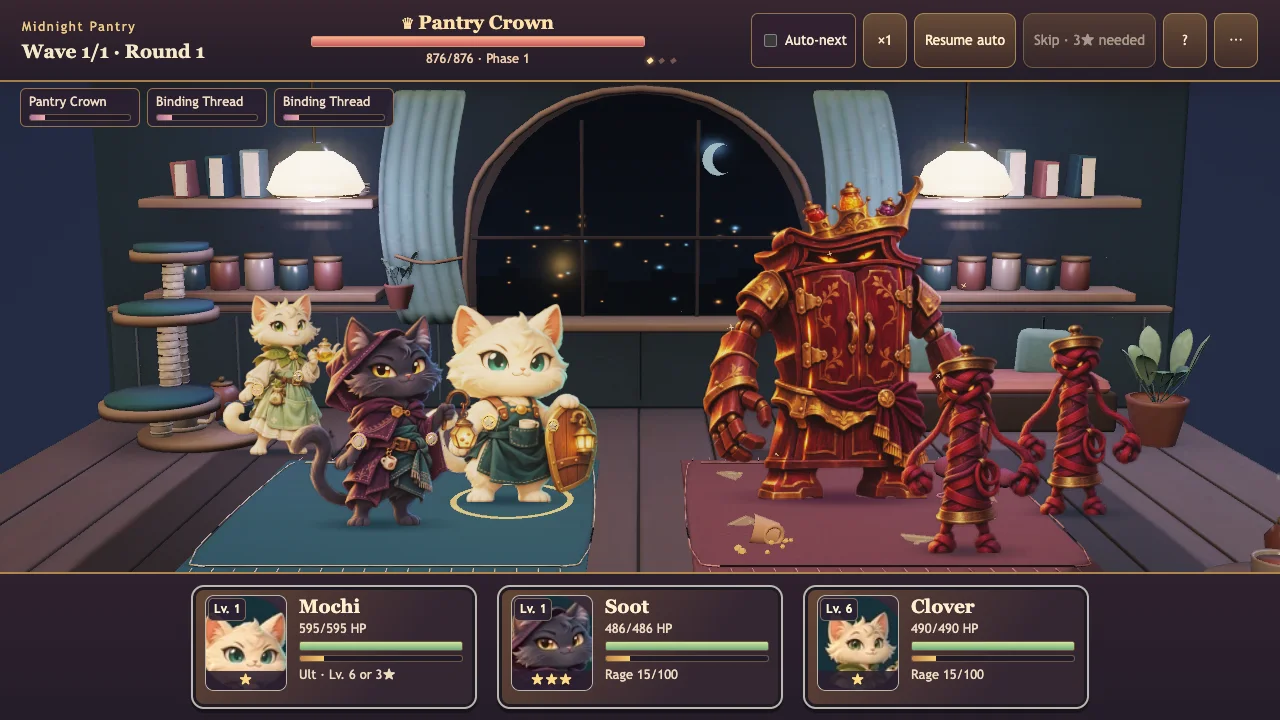 Midnight Pantry
Wave 1/1 · Round 1
♛ Pantry Crown
876/876 · Phase 1
Auto-next
×1
Resume auto
Skip · 3★ needed
?
···
Pantry Crown
Binding Thread
Binding Thread
Lv. 1
Mochi
595/595 HP
Ult · Lv. 6 or 3★
★
Lv. 1
Soot
486/486 HP
Rage 15/100
★★★
Lv. 6
Clover
490/490 HP
Rage 15/100
★